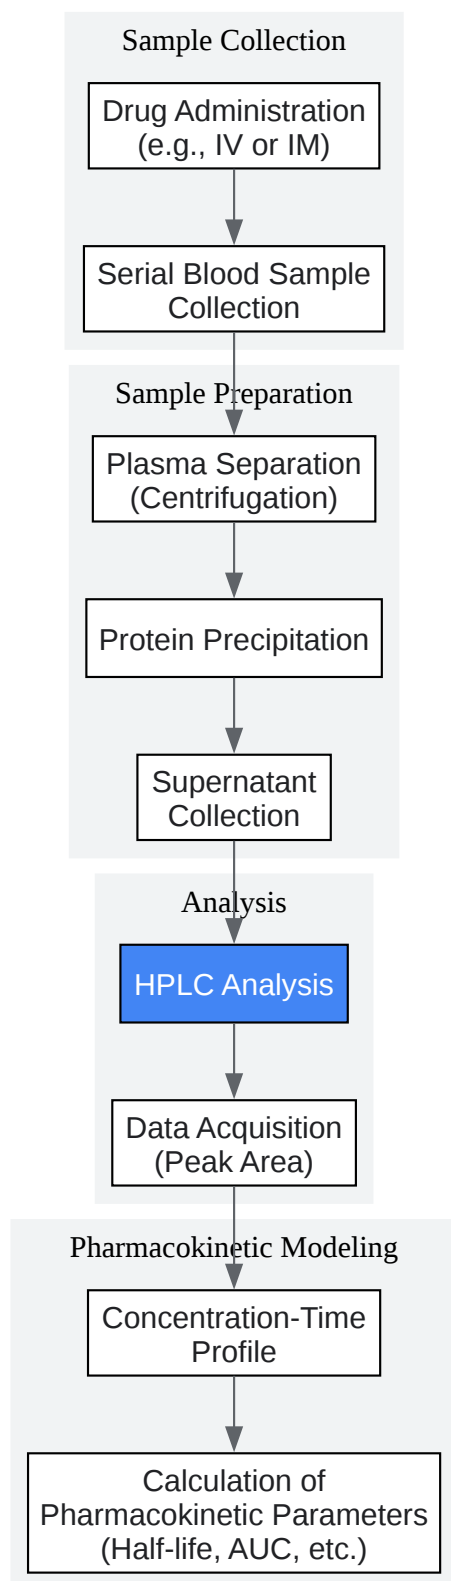 Sample Collection
Drug Administration
(e.g., IV or IM)
Serial Blood Sample
Collection
Sample Preparation
Plasma Separation
(Centrifugation)
Protein Precipitation
Supernatant
Collection
Analysis
HPLC Analysis
Data Acquisition
(Peak Area)
Pharmacokinetic Modeling
Concentration-Time
Profile
Calculation of
Pharmacokinetic Parameters
(Half-life, AUC, etc.)